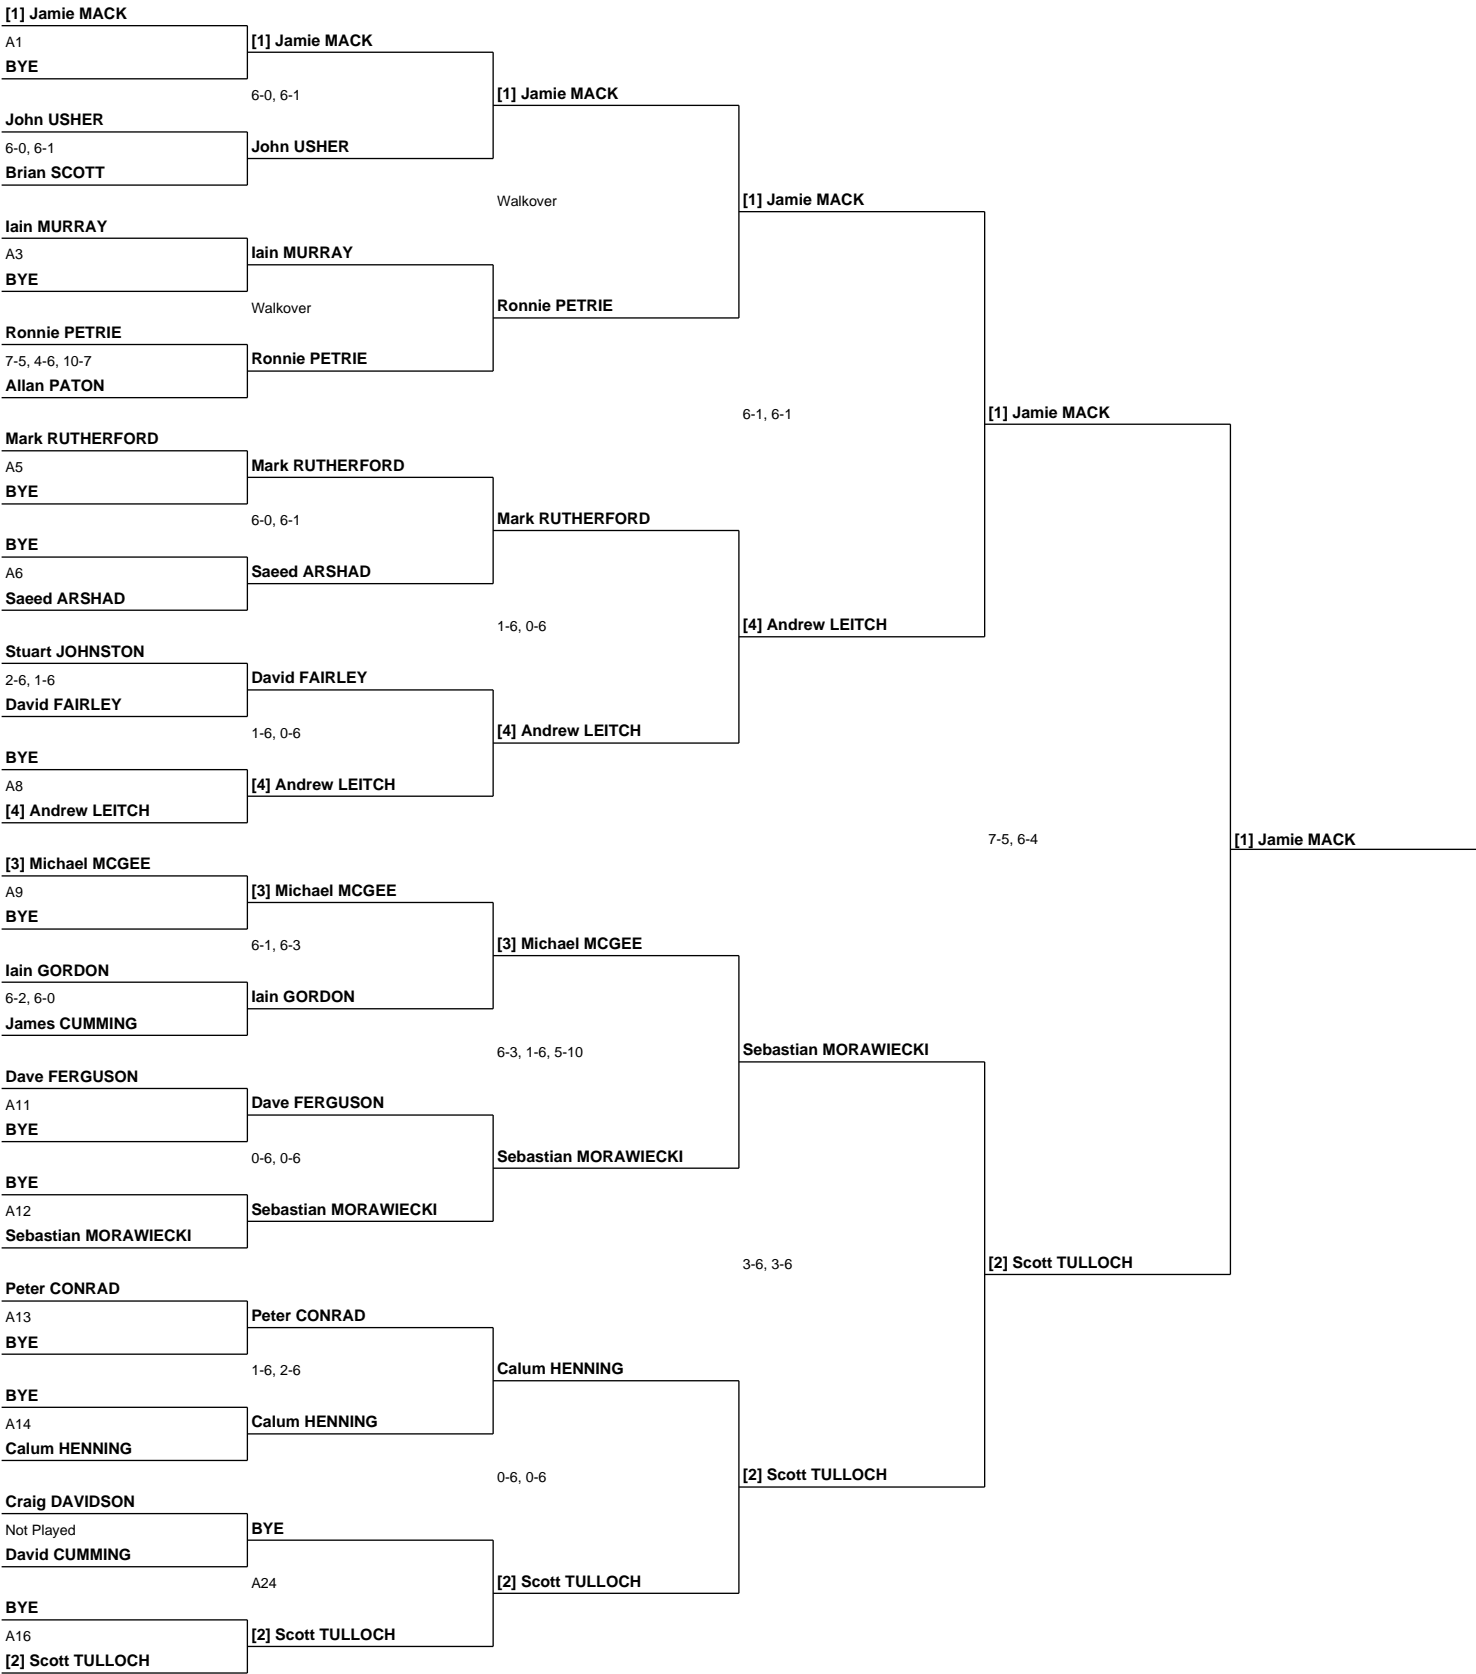 [1] Jamie MACK
A1
BYE
John USHER
6-0, 6-1
Brian SCOTT
Iain MURRAY
A3
BYE
Ronnie PETRIE
7-5, 4-6, 10-7
Allan PATON
Mark RUTHERFORD
A5
BYE
BYE
A6
Saeed ARSHAD
Stuart JOHNSTON
2-6, 1-6
David FAIRLEY
BYE
A8
[4] Andrew LEITCH
[3] Michael MCGEE
A9
BYE
Iain GORDON
6-2, 6-0
James CUMMING
Dave FERGUSON
A11
BYE
BYE
A12
Sebastian MORAWIECKI
Peter CONRAD
A13
BYE
BYE
A14
Calum HENNING
Craig DAVIDSON
Not Played
David CUMMING
BYE
A16
[2] Scott TULLOCH
[1] Jamie MACK
6-0, 6-1
John USHER
Iain MURRAY
Walkover
Ronnie PETRIE
Mark RUTHERFORD
6-0, 6-1
Saeed ARSHAD
David FAIRLEY
1-6, 0-6
[4] Andrew LEITCH
[3] Michael MCGEE
6-1, 6-3
Iain GORDON
Dave FERGUSON
0-6, 0-6
Sebastian MORAWIECKI
Peter CONRAD
1-6, 2-6
Calum HENNING
BYE
A24
[2] Scott TULLOCH
[1] Jamie MACK
Walkover
Ronnie PETRIE
Mark RUTHERFORD
1-6, 0-6
[4] Andrew LEITCH
[3] Michael MCGEE
6-3, 1-6, 5-10
Sebastian MORAWIECKI
Calum HENNING
0-6, 0-6
[2] Scott TULLOCH
[1] Jamie MACK
6-1, 6-1
[4] Andrew LEITCH
Sebastian MORAWIECKI
3-6, 3-6
[2] Scott TULLOCH
[1] Jamie MACK
7-5, 6-4
[2] Scott TULLOCH
[1] Jamie MACK